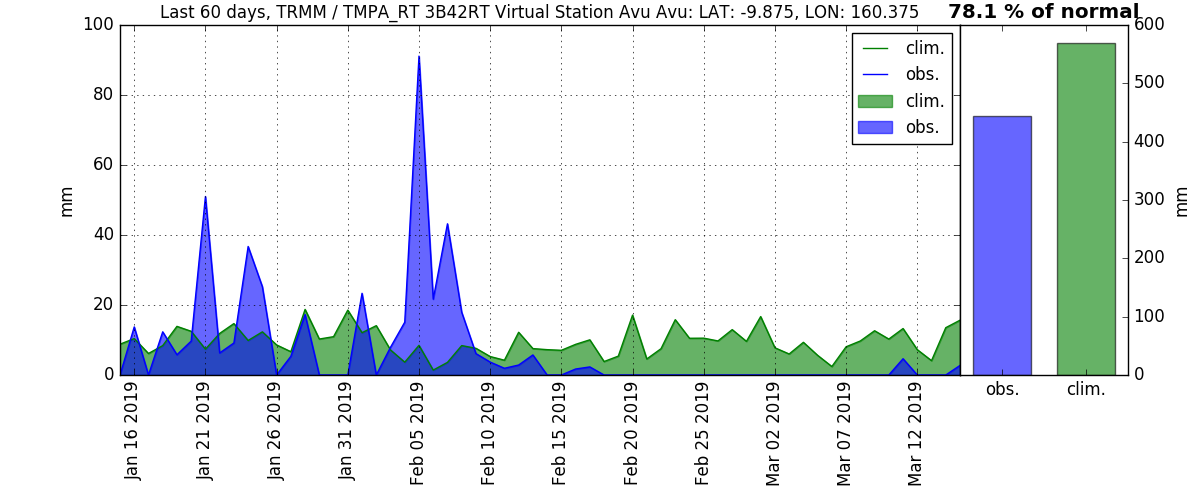 Last 60 days, TRMM / TMPA_RT 3B42RT Virtual Station Avu Avu: LAT: -9.875, LON: 160.375
78.1 % of normal
100
80
60
40
20
0
mm
clim.
obs.
clim.
obs.
600
500
400
300
200
100
0
mm
Jan 16 2019
Jan 21 2019
Jan 26 2019
Jan 31 2019
Feb 05 2019
Feb 10 2019
Feb 15 2019
Feb 20 2019
Feb 25 2019
Mar 02 2019
Mar 07 2019
Mar 12 2019
obs.
clim.